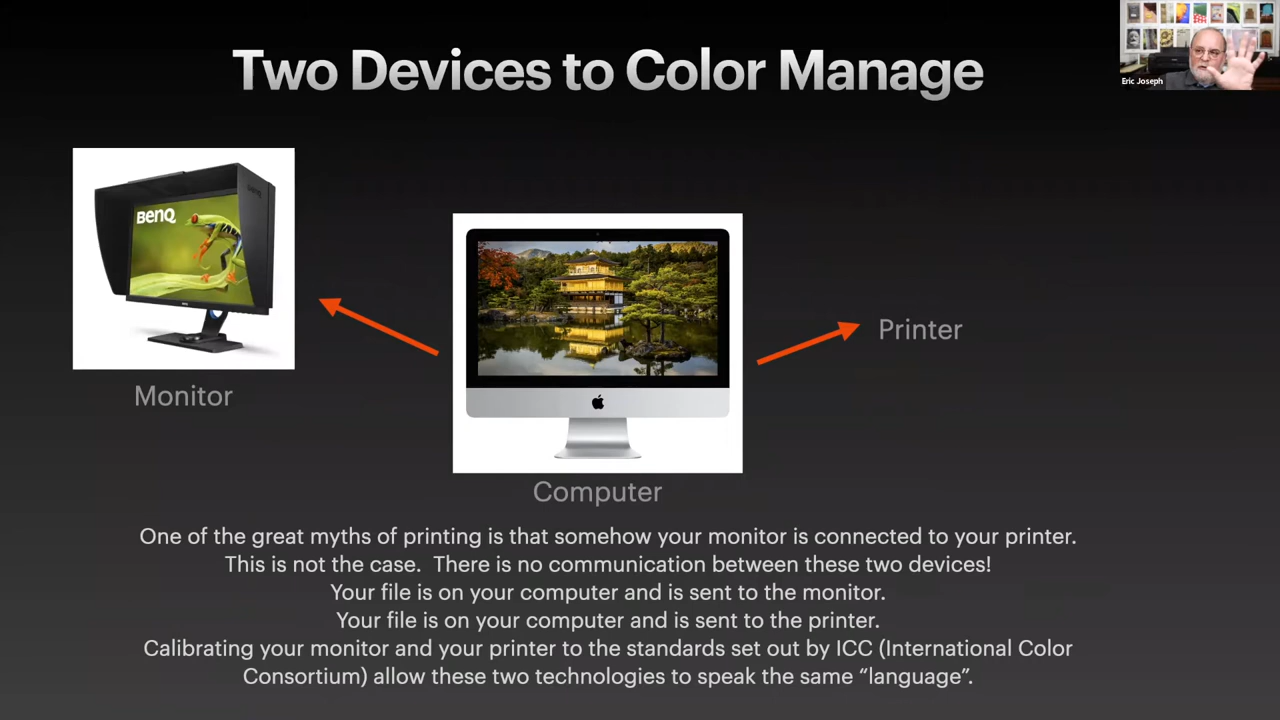 Two Devices to Color Manage
Eric Joseph
BenQ
BenQ
Monitor
Printer
Computer
One of the great myths of printing is that somehow your monitor is connected to your printer.
This is not the case.  There is no communication between these two devices!
Your file is on your computer and is sent to the monitor.
Your file is on your computer and is sent to the printer.
Calibrating your monitor and your printer to the standards set out by ICC (International Color
Consortium) allow these two technologies to speak the same “language”.